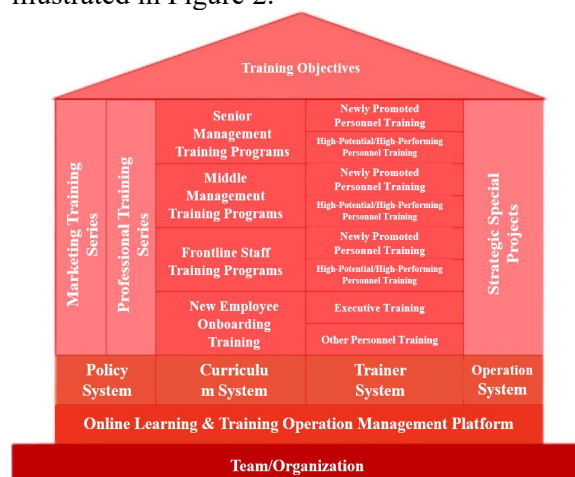 illustrated in Figure 2.
Training Objectives
Marketing Training
Series
Professional Training
Series
Senior
Management
Training Programs
Newly Promoted
Personnel Training
High-Potential/High-Performing
Personnel Training
Middle
Management
Training Programs
Newly Promoted
Personnel Training
High-Potential/High-Performing
Personnel Training
Frontline Staff
Training Programs
Newly Promoted
Personnel Training
High-Potential/High-Performing
Personnel Training
New Employee
Onboarding
Training
Executive Training
Other Personnel Training
Strategic Special
Projects
Policy
System
Curriculu
m System
Trainer
System
Operation
System
Online Learning & Training Operation Management Platform
Team/Organization